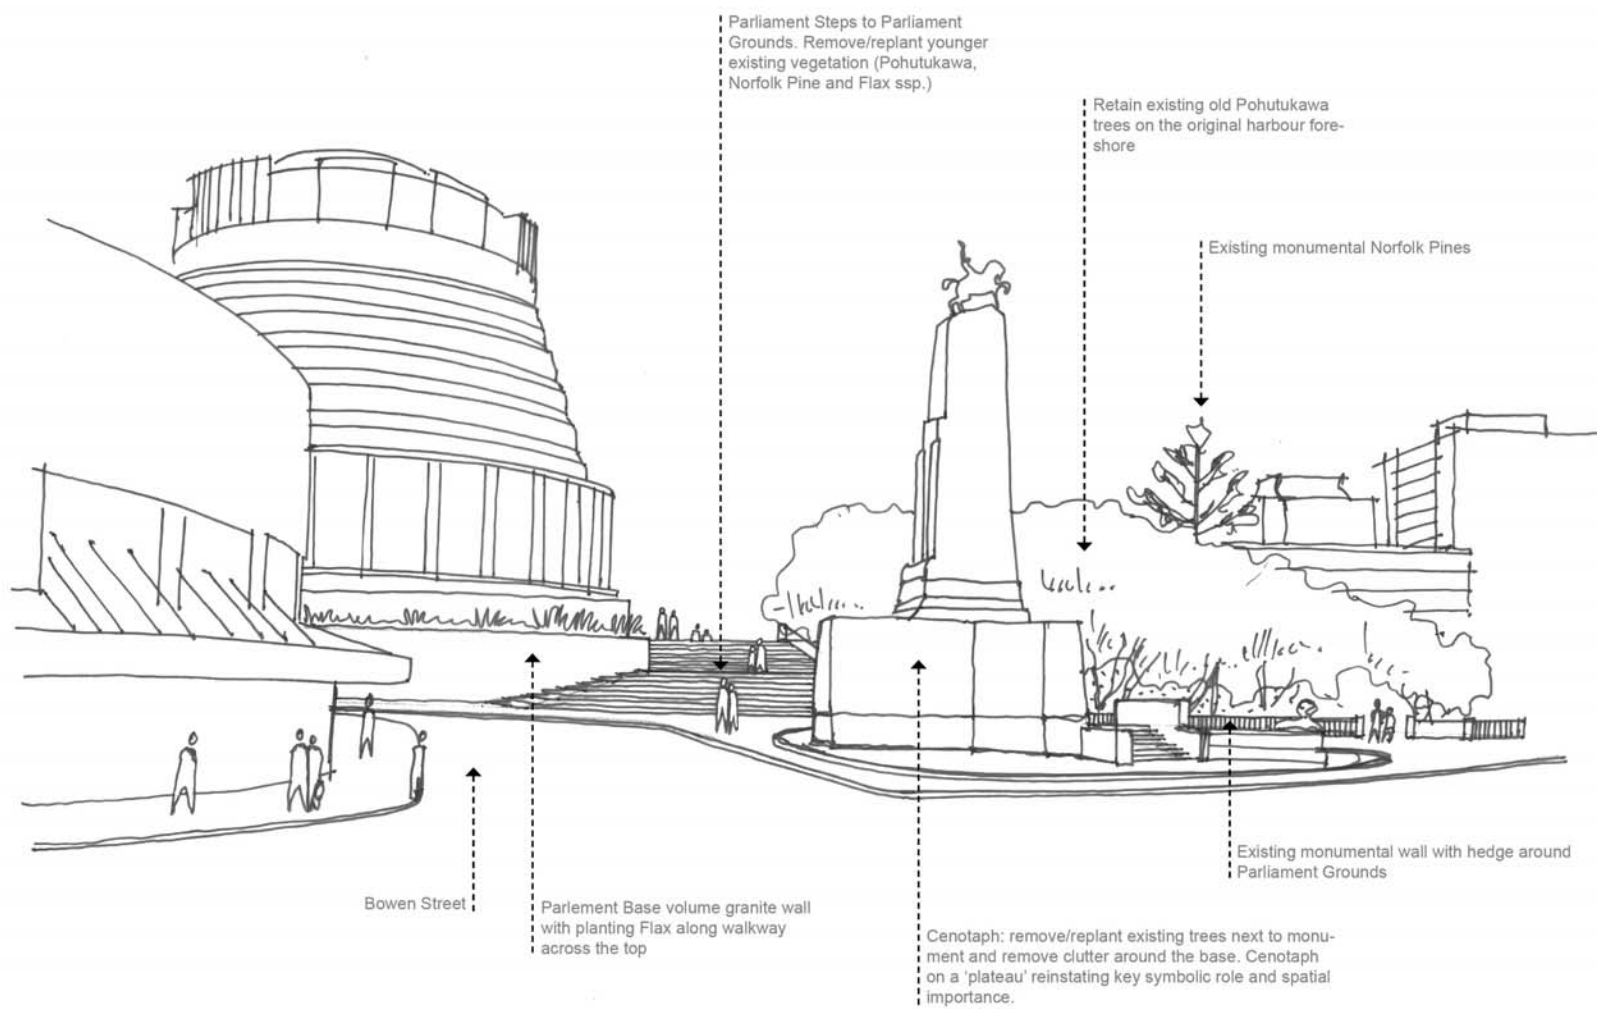 Parliament Steps to Parliament
Grounds. Remove/replant younger
existing vegetation (Pohutukawa,
Norfolk Pine and Flax ssp.)
Retain existing old Pohutukawa
trees on the original harbour fore-
shore
Existing monumental Norfolk Pines
Existing monumental wall with hedge around
Parliament Grounds
Bowen Street
Parlement Base volume granite wall
with planting Flax along walkway
across the top
Cenotaph: remove/replant existing trees next to monu-
ment and remove clutter around the base. Cenotaph
on a ‘plateau’ reinstating key symbolic role and spatial
importance.